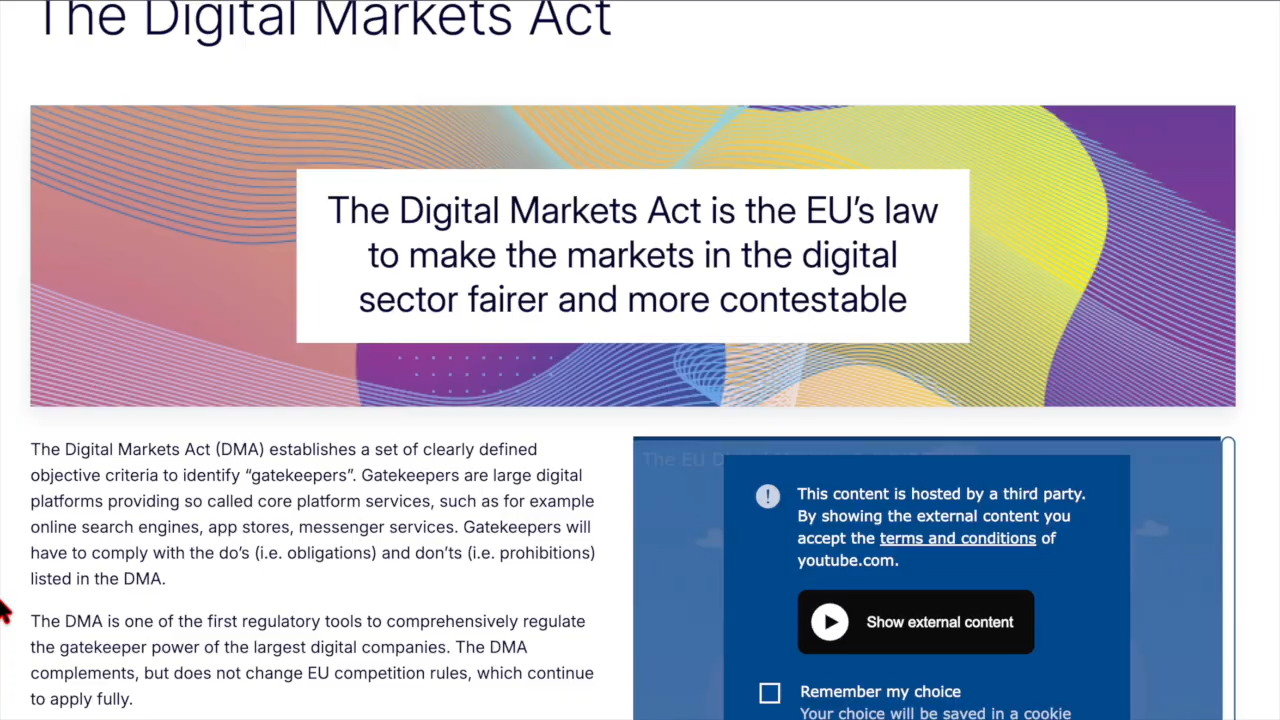 The Digital Markets Act
The Digital Markets Act is the EU’s law
to make the markets in the digital
sector fairer and more contestable
The Digital Markets Act (DMA) establishes a set of clearly defined
objective criteria to identify “gatekeepers”. Gatekeepers are large digital
platforms providing so called core platform services, such as for example
online search engines, app stores, messenger services. Gatekeepers will
have to comply with the do’s (i.e. obligations) and don’ts (i.e. prohibitions)
listed in the DMA.
The DMA is one of the first regulatory tools to comprehensively regulate
the gatekeeper power of the largest digital companies. The DMA
complements, but does not change EU competition rules, which continue
to apply fully.
The EU
This content is hosted by a third party.
By showing the external content you
accept the terms and conditions of
youtube.com.
Show external content
Remember my choice
Your choice will be saved in a cookie